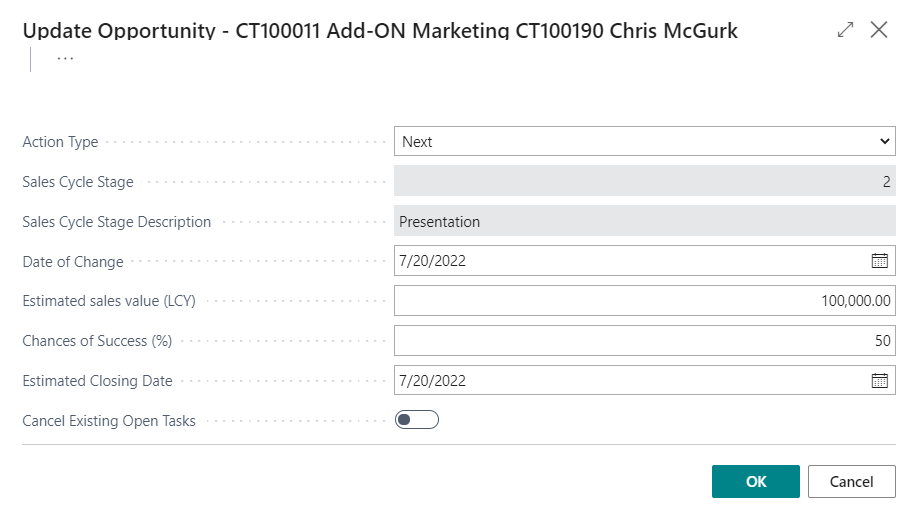 Update Opportunity - CT100011 Add-ON Marketing CT100190 Chris McGurk
...
Action Type Next
Sales Cycle Stage 2
Sales Cycle Stage Description Presentation
Date of Change 7/20/2022
Estimated sales value (LCY) 100,000.00
Chances of Success (%) 50
Estimated Closing Date 7/20/2022
Cancel Existing Open Tasks
OK Cancel